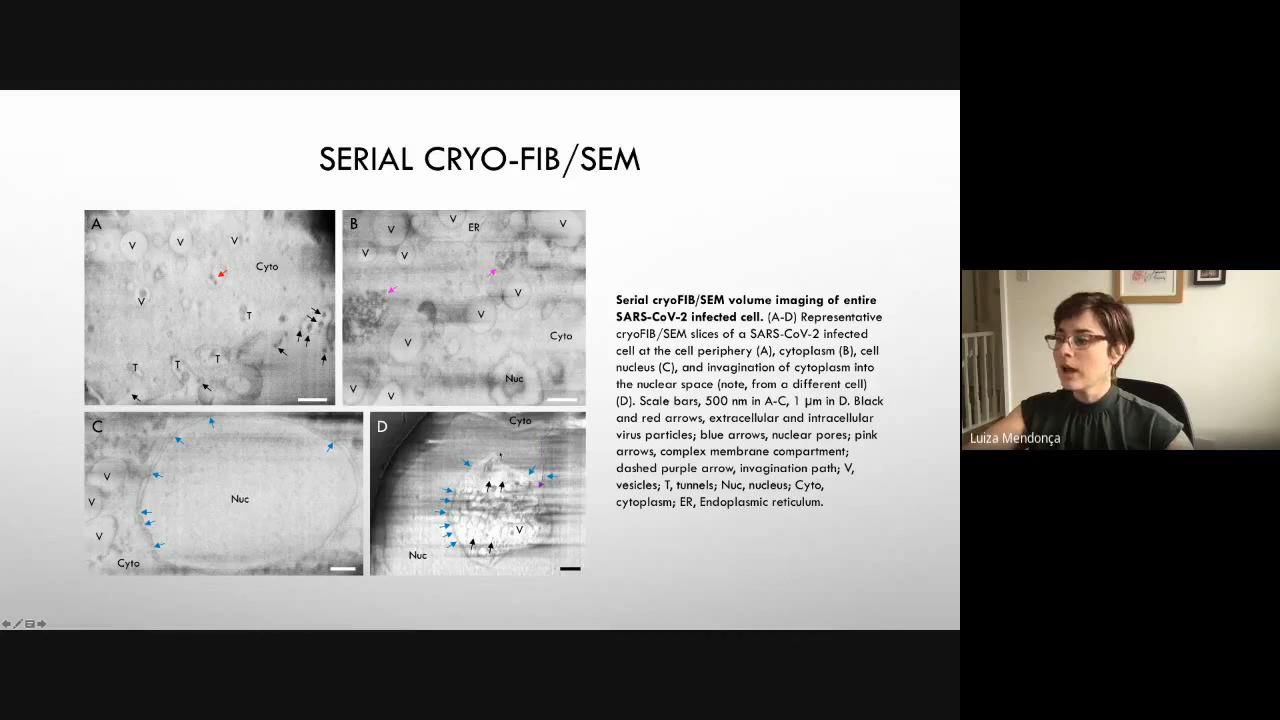 SERIAL CRYO-FIB/SEM
A
V
V
V
Cyto
V
T
T
T
T
B
V
V
ER
V
V
V
V
V
V
Cyto
Nuc
V
V
C
V
V
V
Nuc
Cyto
D
Cyto
V
Nuc
Serial cryoFIB/SEM volume imaging of entire
SARS-CoV-2 infected cell. (A-D) Representative
cryoFIB/SEM slices of a SARS-CoV-2 infected
cell at the cell periphery (A), cytoplasm (B), cell
nucleus (C), and invagination of cytoplasm into
the nuclear space (note, from a different cell)
(D). Scale bars, 500 nm in A-C, 1 µm in D. Black
and red arrows, extracellular and intracellular
virus particles; blue arrows, nuclear pores; pink
arrows, complex membrane compartment;
dashed purple arrow, invagination path; V,
vesicles; T, tunnels; Nuc, nucleus; Cyto,
cytoplasm; ER, Endoplasmic reticulum.
Luiza Mendonça